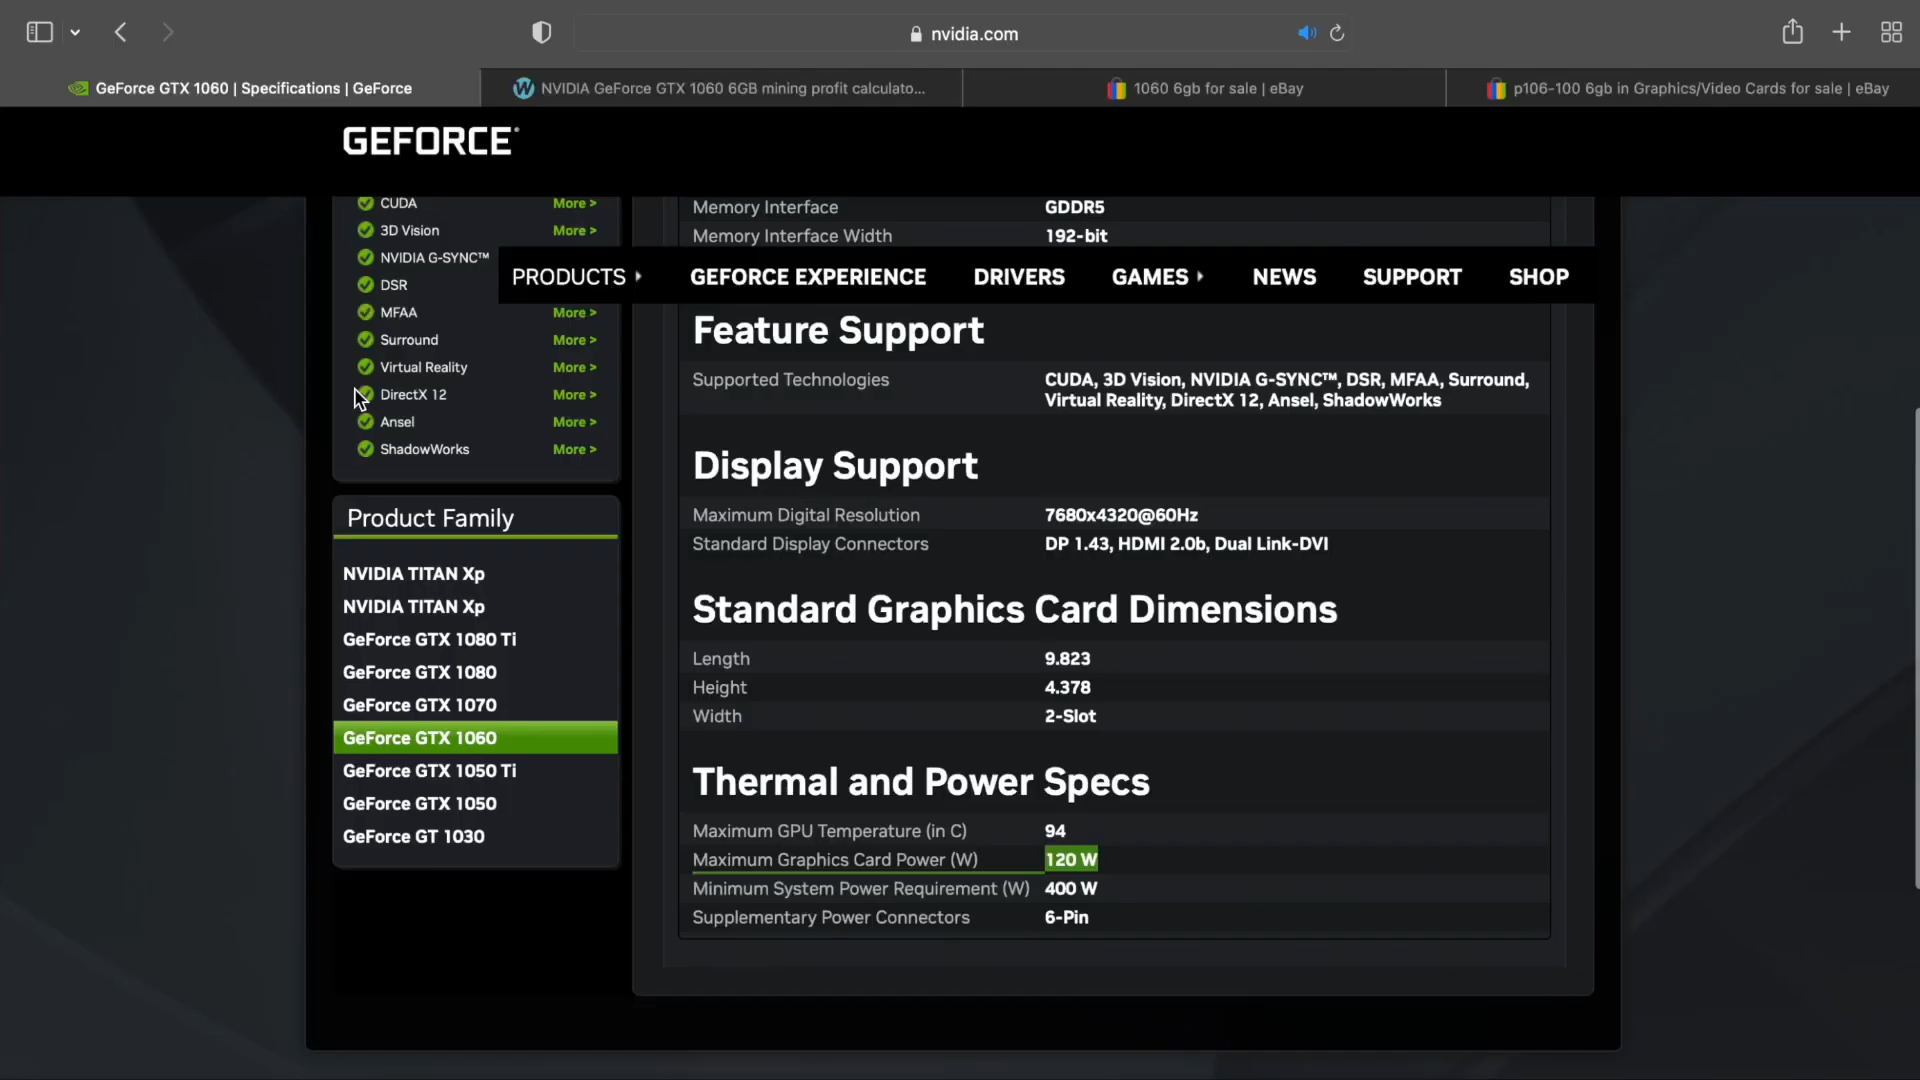 nvidia.com
GeForce GTX 1060 | Specifications | GeForce
NVIDIA GeForce GTX 1060 6GB mining profit calculato...
1060 6gb for sale | eBay
p106-100 6gb in Graphics/Video Cards for sale | eBay
GEFORCE
CUDA More >
3D Vision More >
NVIDIA G-SYNC™
DSR
MFAA More >
Surround More >
Virtual Reality More >
DirectX 12 More >
Ansel More >
ShadowWorks More >
Product Family
NVIDIA TITAN Xp
NVIDIA TITAN Xp
GeForce GTX 1080 Ti
GeForce GTX 1080
GeForce GTX 1070
GeForce GTX 1060
GeForce GTX 1050 Ti
GeForce GTX 1050
GeForce GT 1030
Memory Interface GDDR5
Memory Interface Width 192-bit
PRODUCTS GEFORCE EXPERIENCE DRIVERS GAMES NEWS SUPPORT SHOP
Feature Support
Supported Technologies CUDA, 3D Vision, NVIDIA G-SYNC™, DSR, MFAA, Surround,
Virtual Reality, DirectX 12, Ansel, ShadowWorks
Display Support
Maximum Digital Resolution 7680x4320@60Hz
Standard Display Connectors DP 1.43, HDMI 2.0b, Dual Link-DVI
Standard Graphics Card Dimensions
Length 9.823
Height 4.378
Width 2-Slot
Thermal and Power Specs
Maximum GPU Temperature (in C) 94
Maximum Graphics Card Power (W) 120 W
Minimum System Power Requirement (W) 400 W
Supplementary Power Connectors 6-Pin